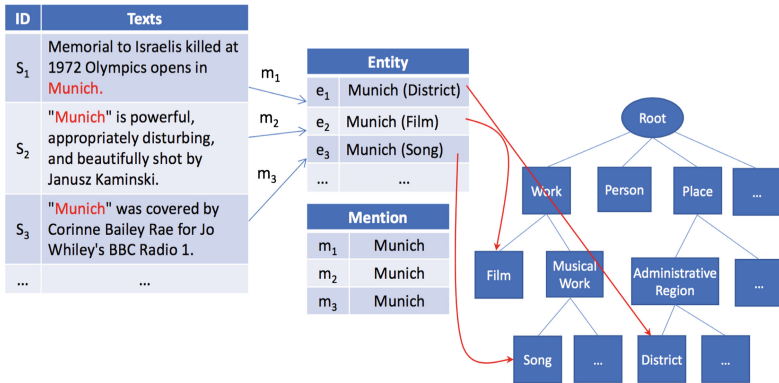 ID Texts
S1 Memorial to Israelis killed at
1972 Olympics opens in
Munich.
S2 "Munich" is powerful,
appropriately disturbing,
and beautifully shot by
Janusz Kaminski.
S3 "Munich" was covered by
Corinne Bailey Rae for Jo
Whiley's BBC Radio 1.
... ...
m1
m2
m3
Entity
e1 Munich (District)
e2 Munich (Film)
e3 Munich (Song)
... ...
Mention
m1 Munich
m2 Munich
m3 Munich
Root
Work Person Place ...
Film Musical Work Administrative Region ...
Song ... District ...